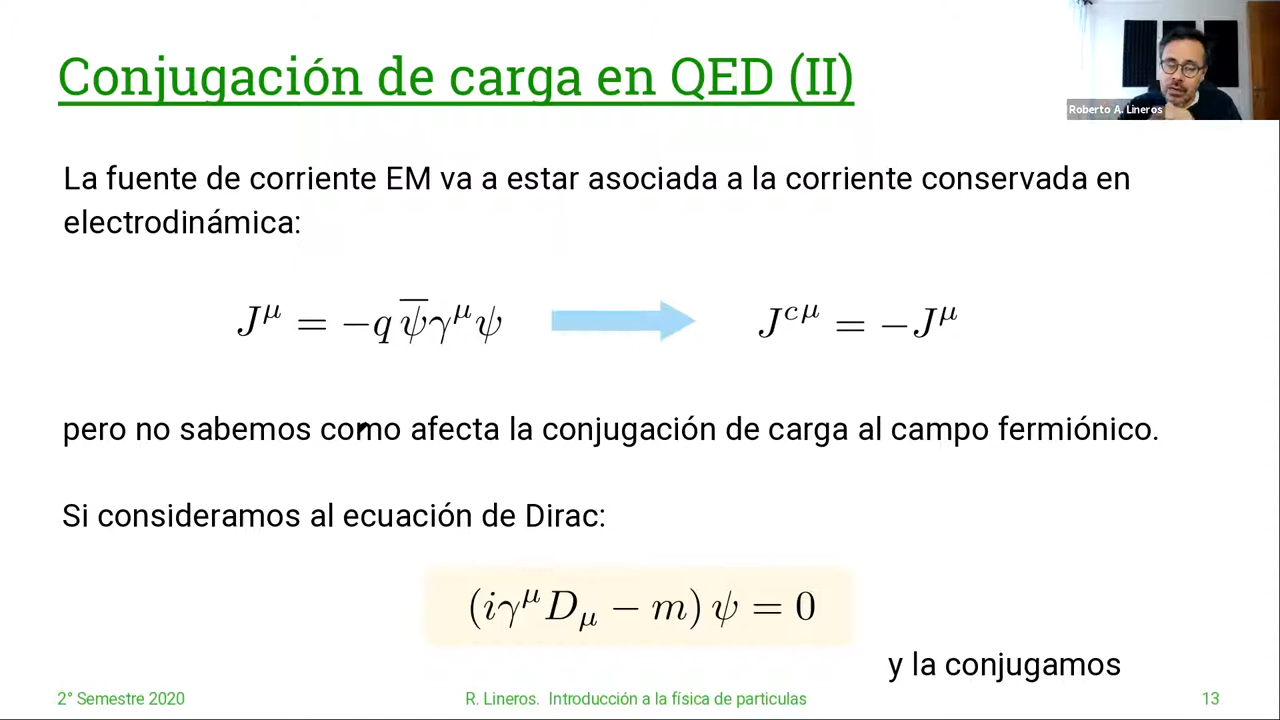 Conjugación de carga en QED (II)
Roberto A. Lineros
La fuente de corriente EM va a estar asociada a la corriente conservada en
electrodinámica:
J^μ = −q ψ̅γ^μψ
J^{cμ} = −J^μ
pero no sabemos como afecta la conjugación de carga al campo fermiónico.
Si consideramos al ecuación de Dirac:
(iγ^μ D_μ − m) ψ = 0
y la conjugamos
2° Semestre 2020
R. Lineros. Introducción a la física de particulas
13